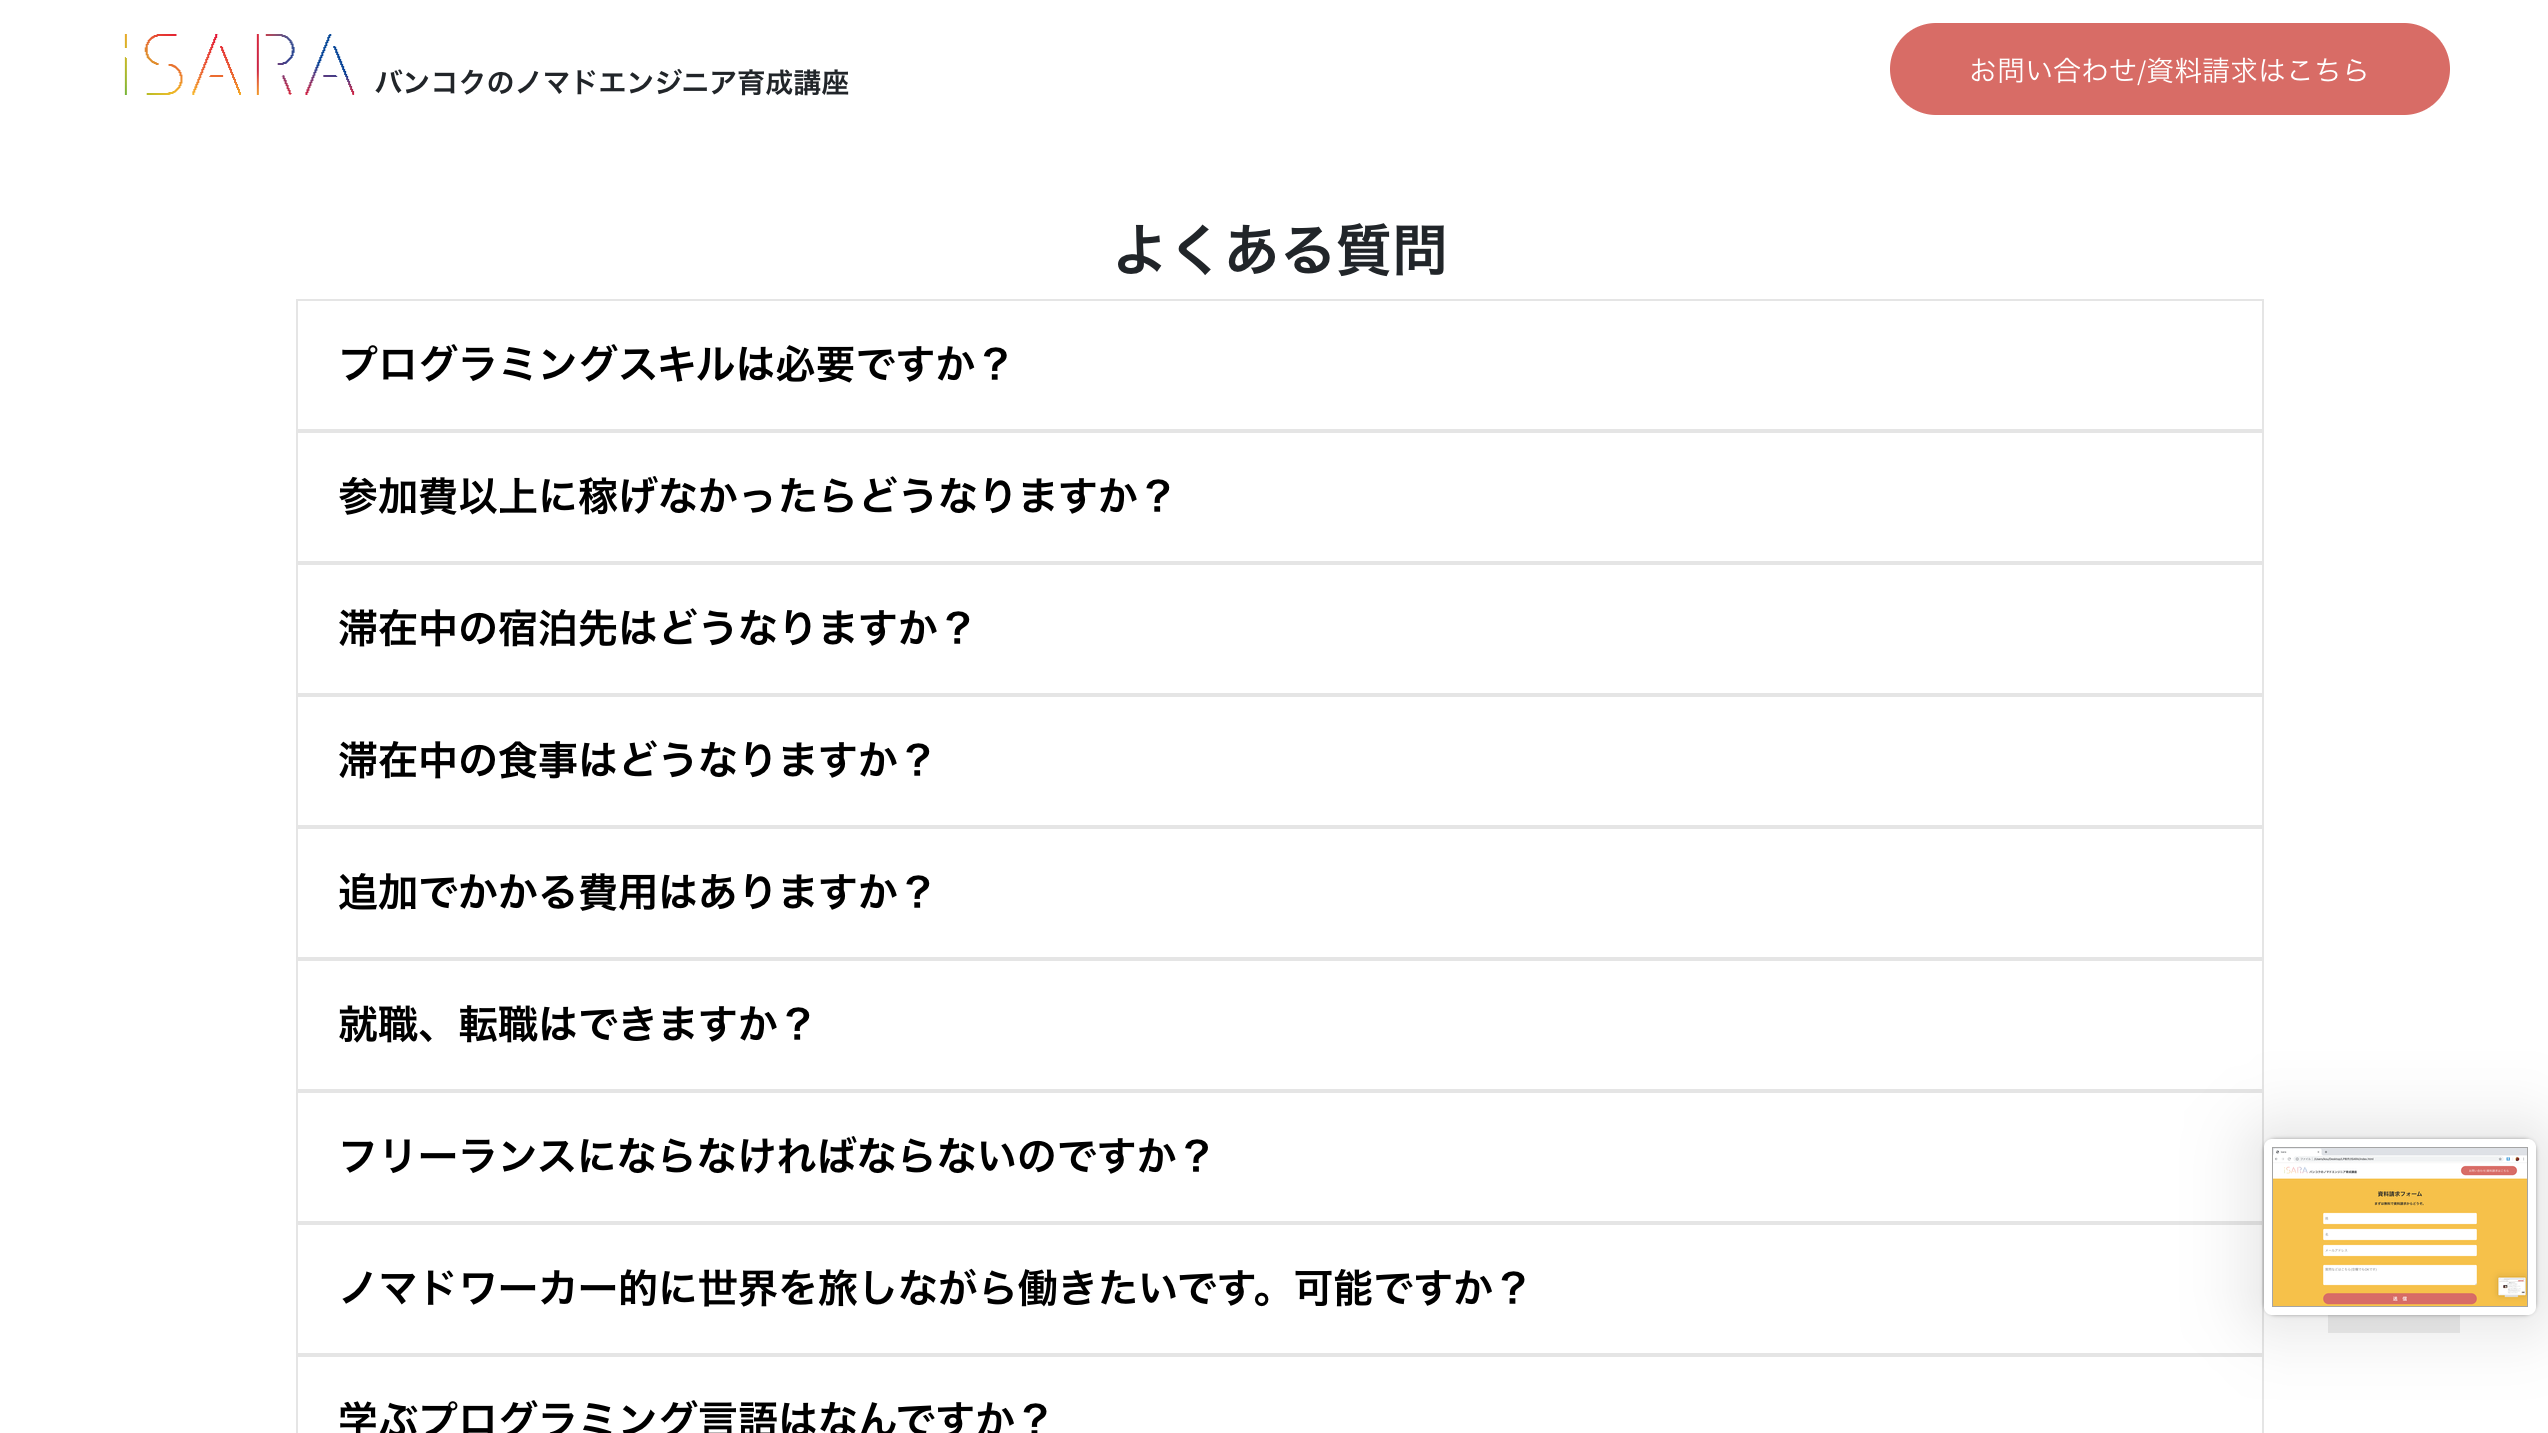 iSARA バンコクのノマドエンジニア育成講座
お問い合わせ/資料請求はこちら
よくある質問
プログラミングスキルは必要ですか？
参加費以上に稼げなかったらどうなりますか？
滞在中の宿泊先はどうなりますか？
滞在中の食事はどうなりますか？
追加でかかる費用はありますか？
就職、転職はできますか？
フリーランスにならなければならないのですか？
ノマドワーカー的に世界を旅しながら働きたいです。可能ですか？
学ぶプログラミング言語はなんですか？
資料請求フォーム